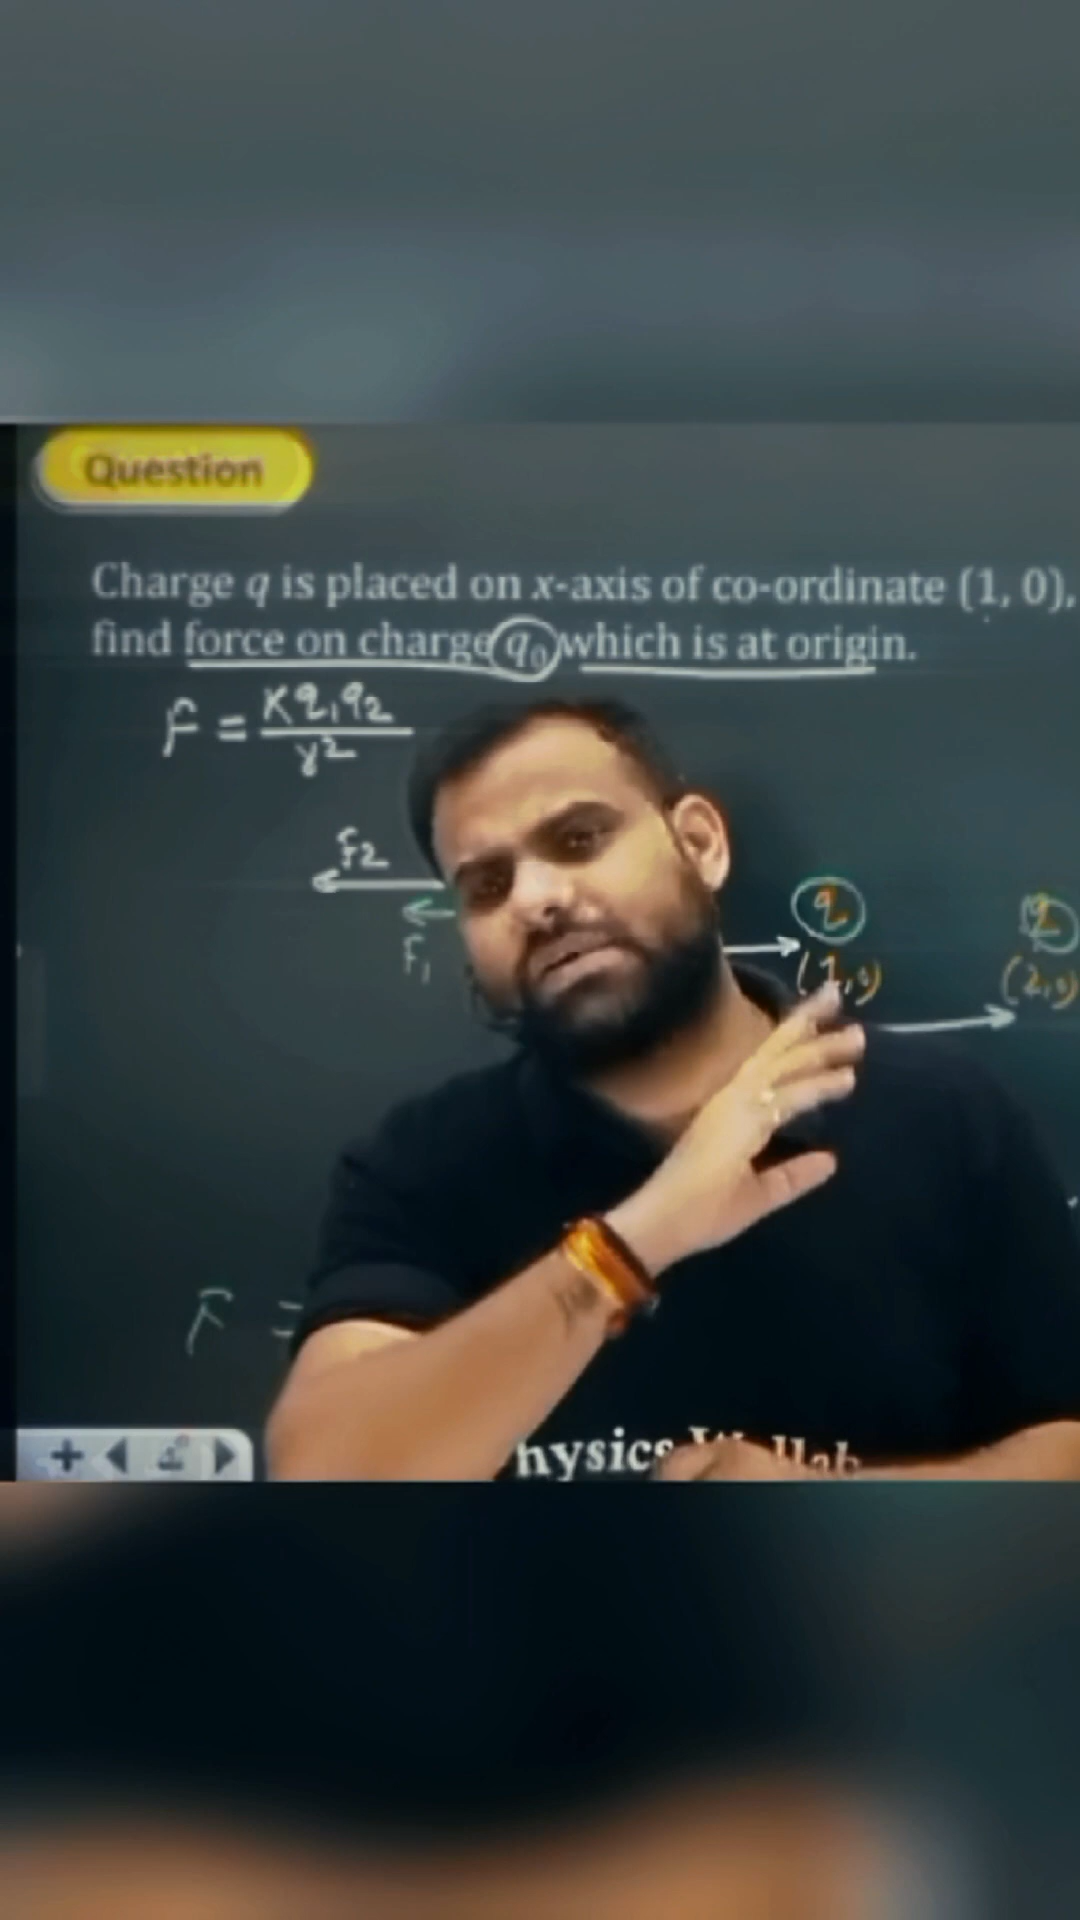 Question
Charge q is placed on x-axis of co-ordinate (1, 0),
find force on charge q₀ which is at origin.
F = Kq₁q₂
r²
F₂
F₁
q
(1,0)
q
(2,0)
F =
hysics W llah